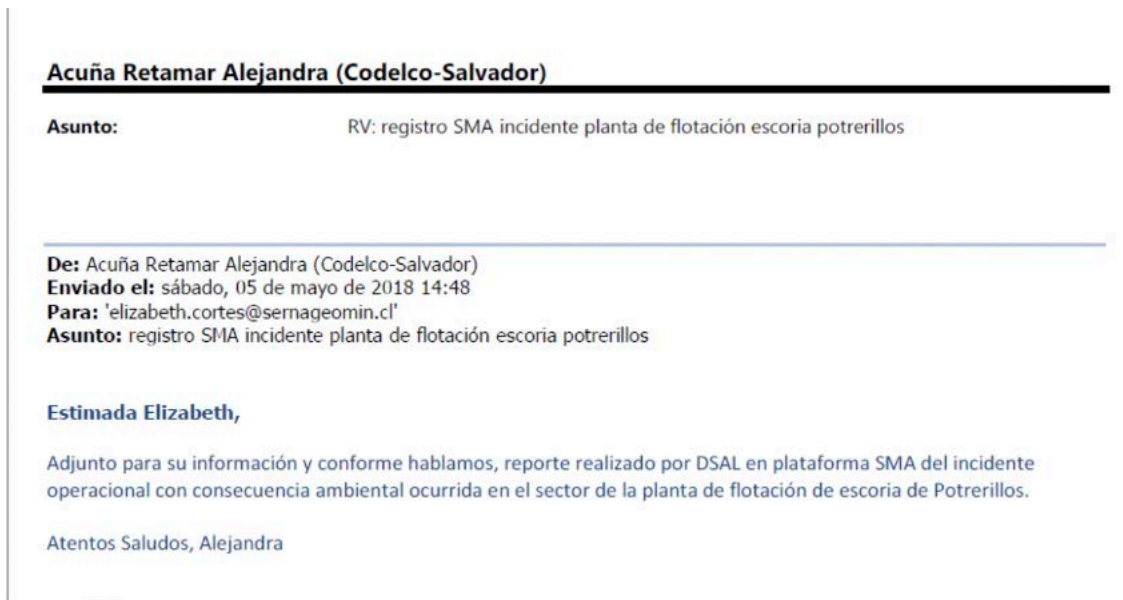 Acuña Retamar Alejandra (Codelco-Salvador)
Asunto: RV: registro SMA incidente planta de flotación escoria potrerillos
De: Acuña Retamar Alejandra (Codelco-Salvador)
Enviado el: sábado, 05 de mayo de 2018 14:48
Para: 'elizabeth.cortes@sernageomin.cl'
Asunto: registro SMA incidente planta de flotación escoria potrerillos
Estimada Elizabeth,
Adjunto para su información y conforme hablamos, reporte realizado por DSAL en plataforma SMA del incidente
operacional con consecuencia ambiental ocurrida en el sector de la planta de flotación de escoria de Potrerillos.
Atentos Saludos, Alejandra